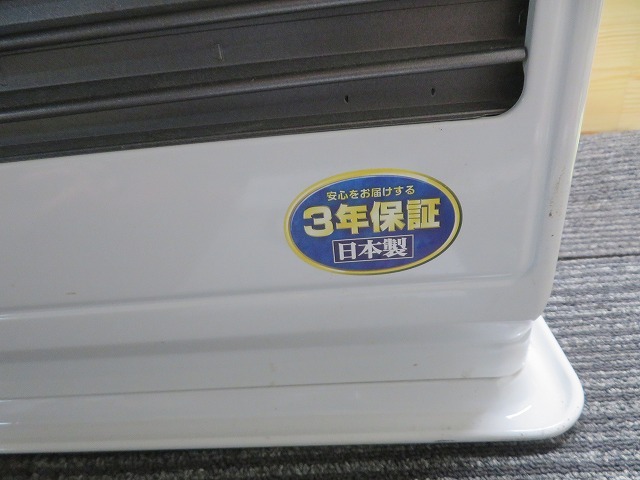 安心をお届けする
3年保証
日本製